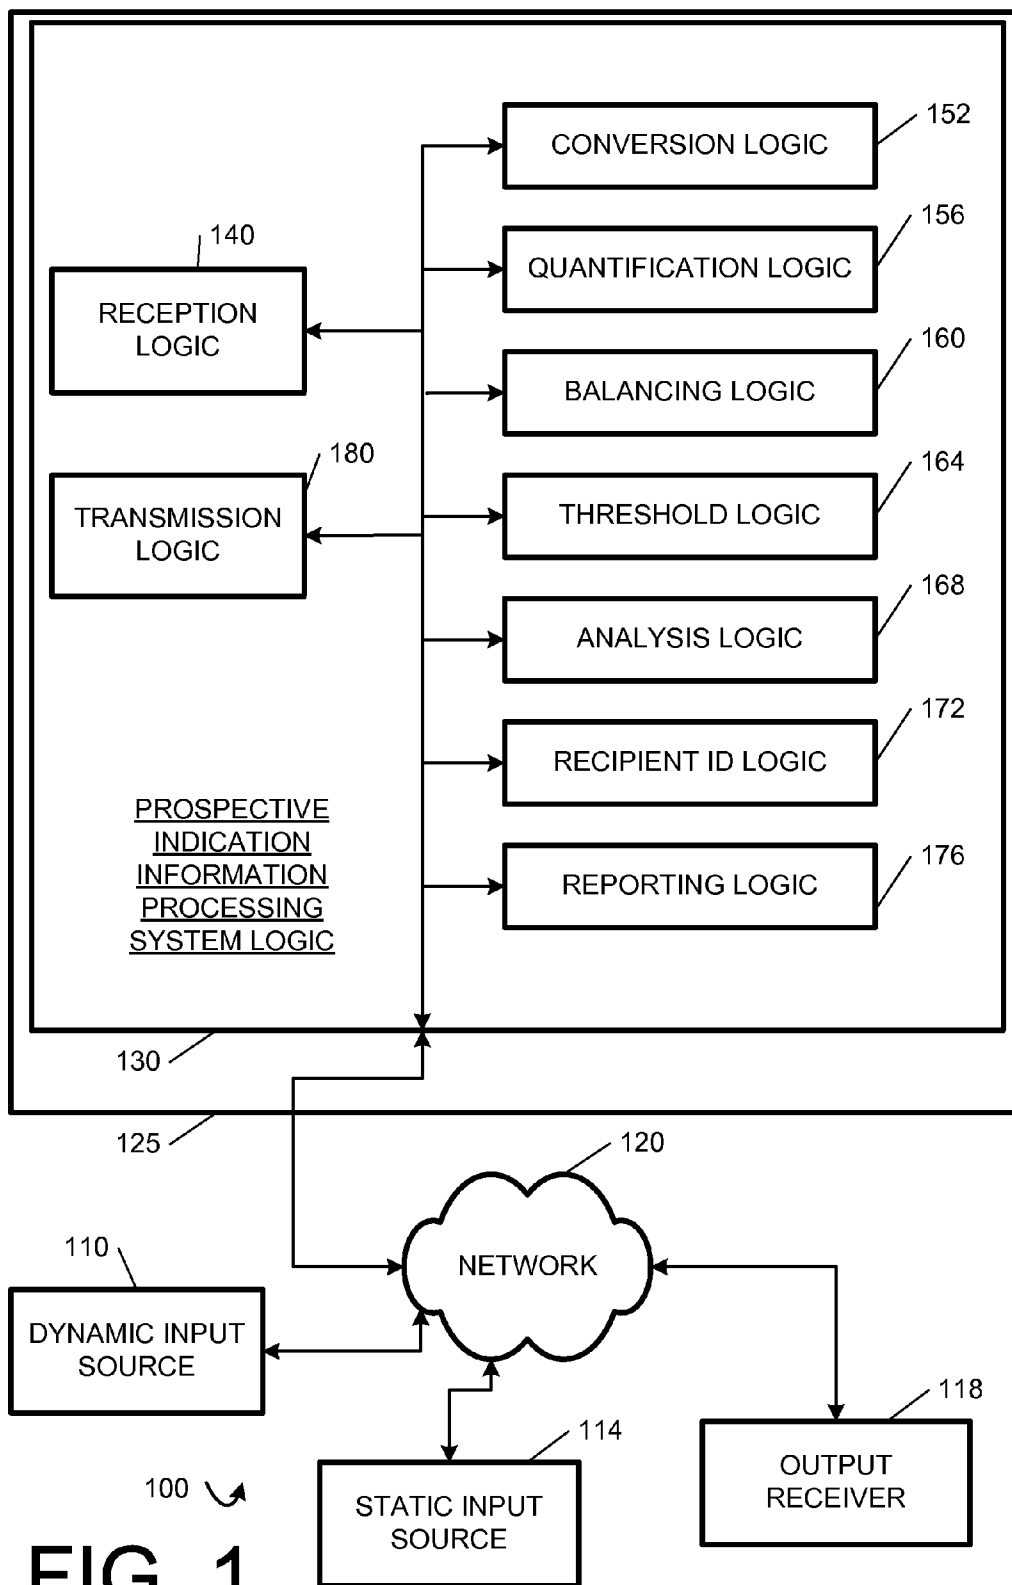 CONVERSION LOGIC
152
QUANTIFICATION LOGIC
156
140
RECEPTION
LOGIC
BALANCING LOGIC
160
180
TRANSMISSION
LOGIC
THRESHOLD LOGIC
164
ANALYSIS LOGIC
168
RECIPIENT ID LOGIC
172
PROSPECTIVE
INDICATION
INFORMATION
PROCESSING
SYSTEM LOGIC
REPORTING LOGIC
176
130
125
120
NETWORK
110
DYNAMIC INPUT
SOURCE
114
STATIC INPUT
SOURCE
118
OUTPUT
RECEIVER
100
FIG. 1